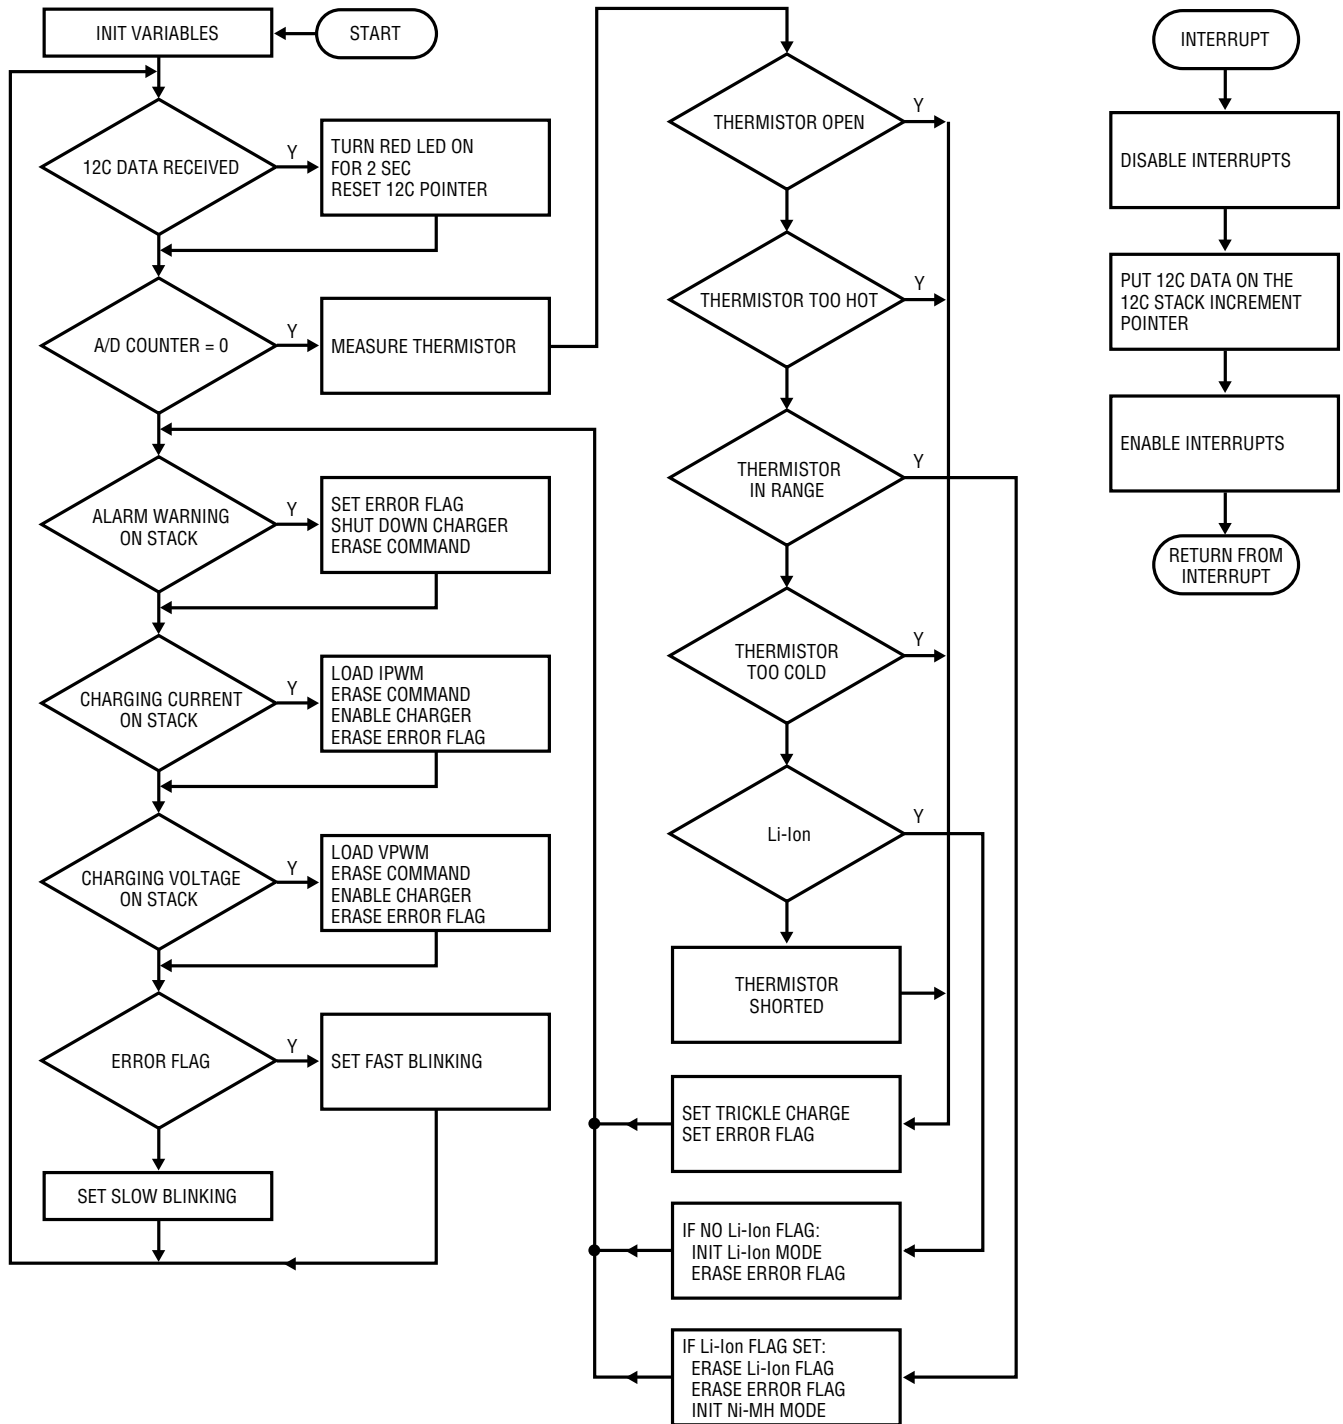 START
INIT VARIABLES
12C DATA RECEIVED
Y
TURN RED LED ON
FOR 2 SEC
RESET 12C POINTER
A/D COUNTER = 0
Y
MEASURE THERMISTOR
ALARM WARNING
ON STACK
Y
SET ERROR FLAG
SHUT DOWN CHARGER
ERASE COMMAND
CHARGING CURRENT
ON STACK
Y
LOAD IPWM
ERASE COMMAND
ENABLE CHARGER
ERASE ERROR FLAG
CHARGING VOLTAGE
ON STACK
Y
LOAD VPWM
ERASE COMMAND
ENABLE CHARGER
ERASE ERROR FLAG
ERROR FLAG
Y
SET FAST BLINKING
SET SLOW BLINKING
THERMISTOR OPEN
Y
THERMISTOR TOO HOT
Y
THERMISTOR
IN RANGE
Y
THERMISTOR
TOO COLD
Y
Li-Ion
Y
THERMISTOR
SHORTED
SET TRICKLE CHARGE
SET ERROR FLAG
IF NO Li-Ion FLAG:
INIT Li-Ion MODE
ERASE ERROR FLAG
IF Li-Ion FLAG SET:
ERASE Li-Ion FLAG
ERASE ERROR FLAG
INIT Ni-MH MODE
INTERRUPT
DISABLE INTERRUPTS
PUT 12C DATA ON THE
12C STACK INCREMENT
POINTER
ENABLE INTERRUPTS
RETURN FROM
INTERRUPT